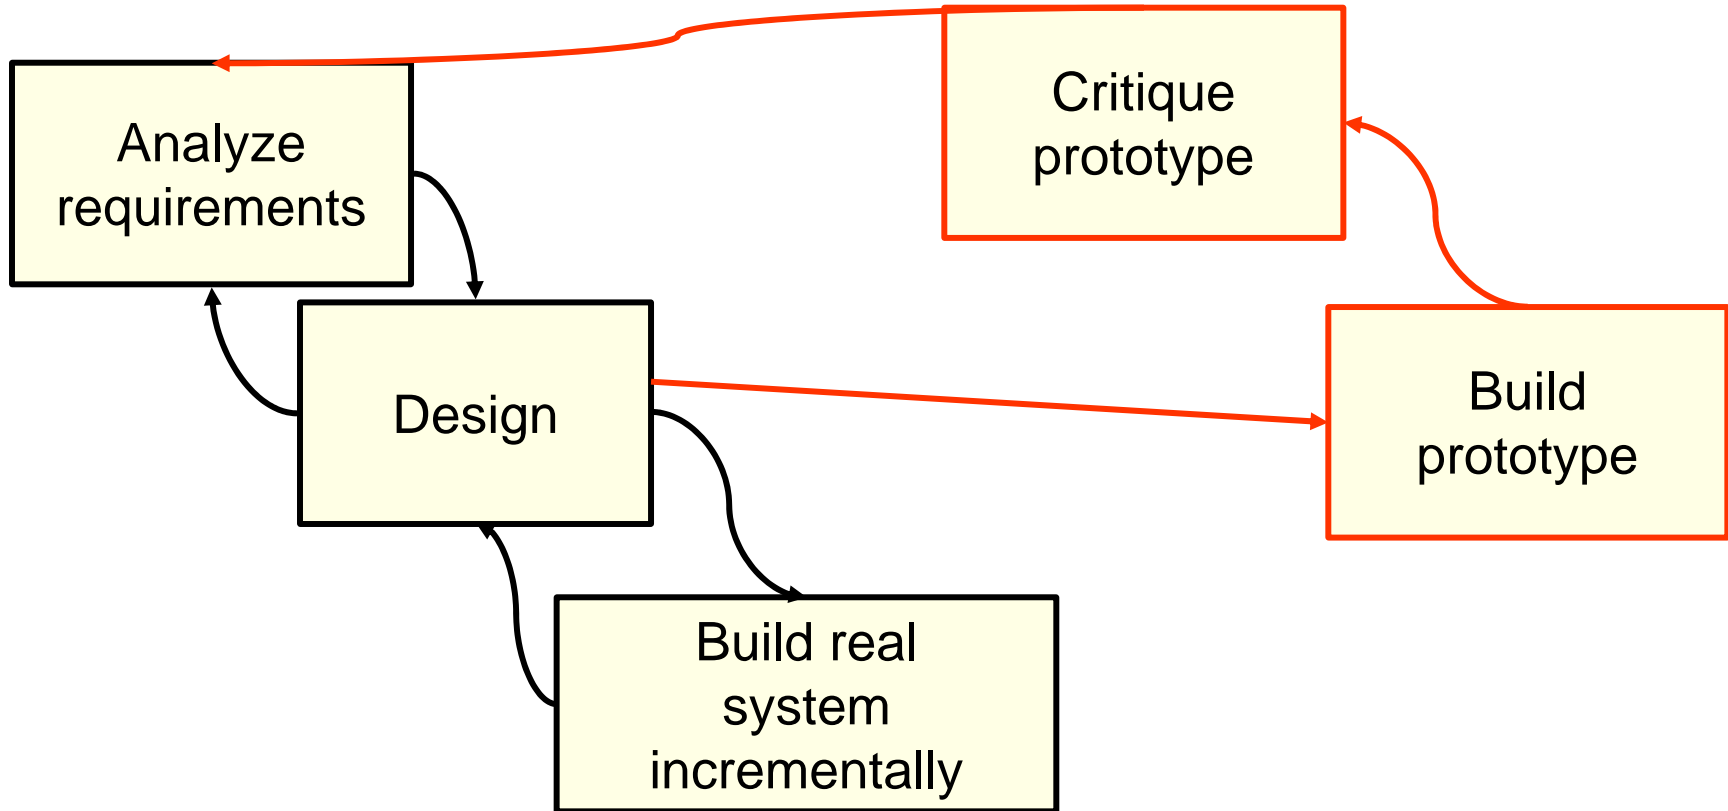 Analyze
requirements
Critique
prototype
Design
Build
prototype
Build real
system
incrementally